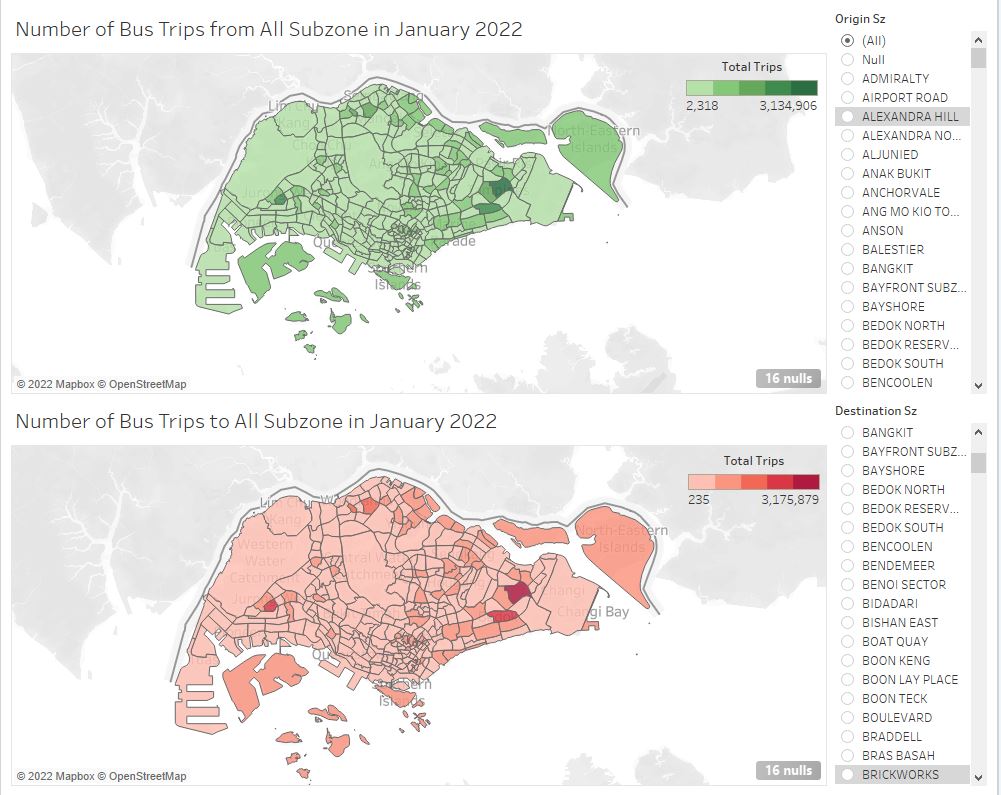 Number of Bus Trips from All Subzone in January 2022
Total Trips
2,318 3,134,906
North-Eastern
Islands
Southern
Islands
© 2022 Mapbox © OpenStreetMap
16 nulls
Origin Sz
(All)
Null
ADMIRALTY
AIRPORT ROAD
ALEXANDRA HILL
ALEXANDRA NO...
ALJUNIED
ANAK BUKIT
ANCHORVALE
ANG MO KIO TO...
ANSON
BALESTIER
BANGKIT
BAYFRONT SUBZ...
BAYSHORE
BEDOK NORTH
BEDOK RESERV...
BEDOK SOUTH
BENCOOLEN
Number of Bus Trips to All Subzone in January 2022
Total Trips
235 3,175,879
North-Eastern
Islands
Western
Water
Catchment
Changi
Changi Bay
Southern
Islands
© 2022 Mapbox © OpenStreetMap
16 nulls
Destination Sz
BANGKIT
BAYFRONT SUBZ...
BAYSHORE
BEDOK NORTH
BEDOK RESERV...
BEDOK SOUTH
BENCOOLEN
BENDEMEER
BENOI SECTOR
BIDADARI
BISHAN EAST
BOAT QUAY
BOON KENG
BOON LAY PLACE
BOON TECK
BOULEVARD
BRADDELL
BRAS BASAH
BRICKWORKS